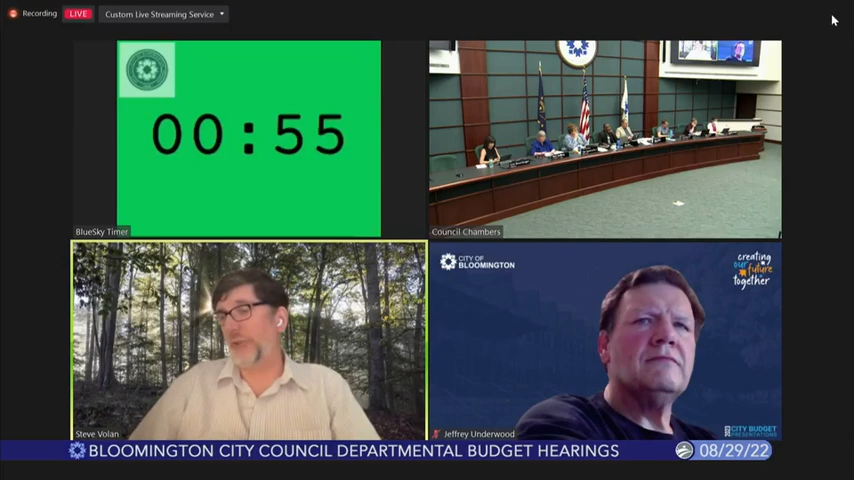 Recording
LIVE
Custom Live Streaming Service
00:55
BlueSky Timer
Council Chambers
CITY OF
BLOOMINGTON
creating
our future
together
Steve Volan
Jeffrey Underwood
CITY BUDGET
PRESENTATIONS
BLOOMINGTON CITY COUNCIL DEPARTMENTAL BUDGET HEARINGS
08/29/22